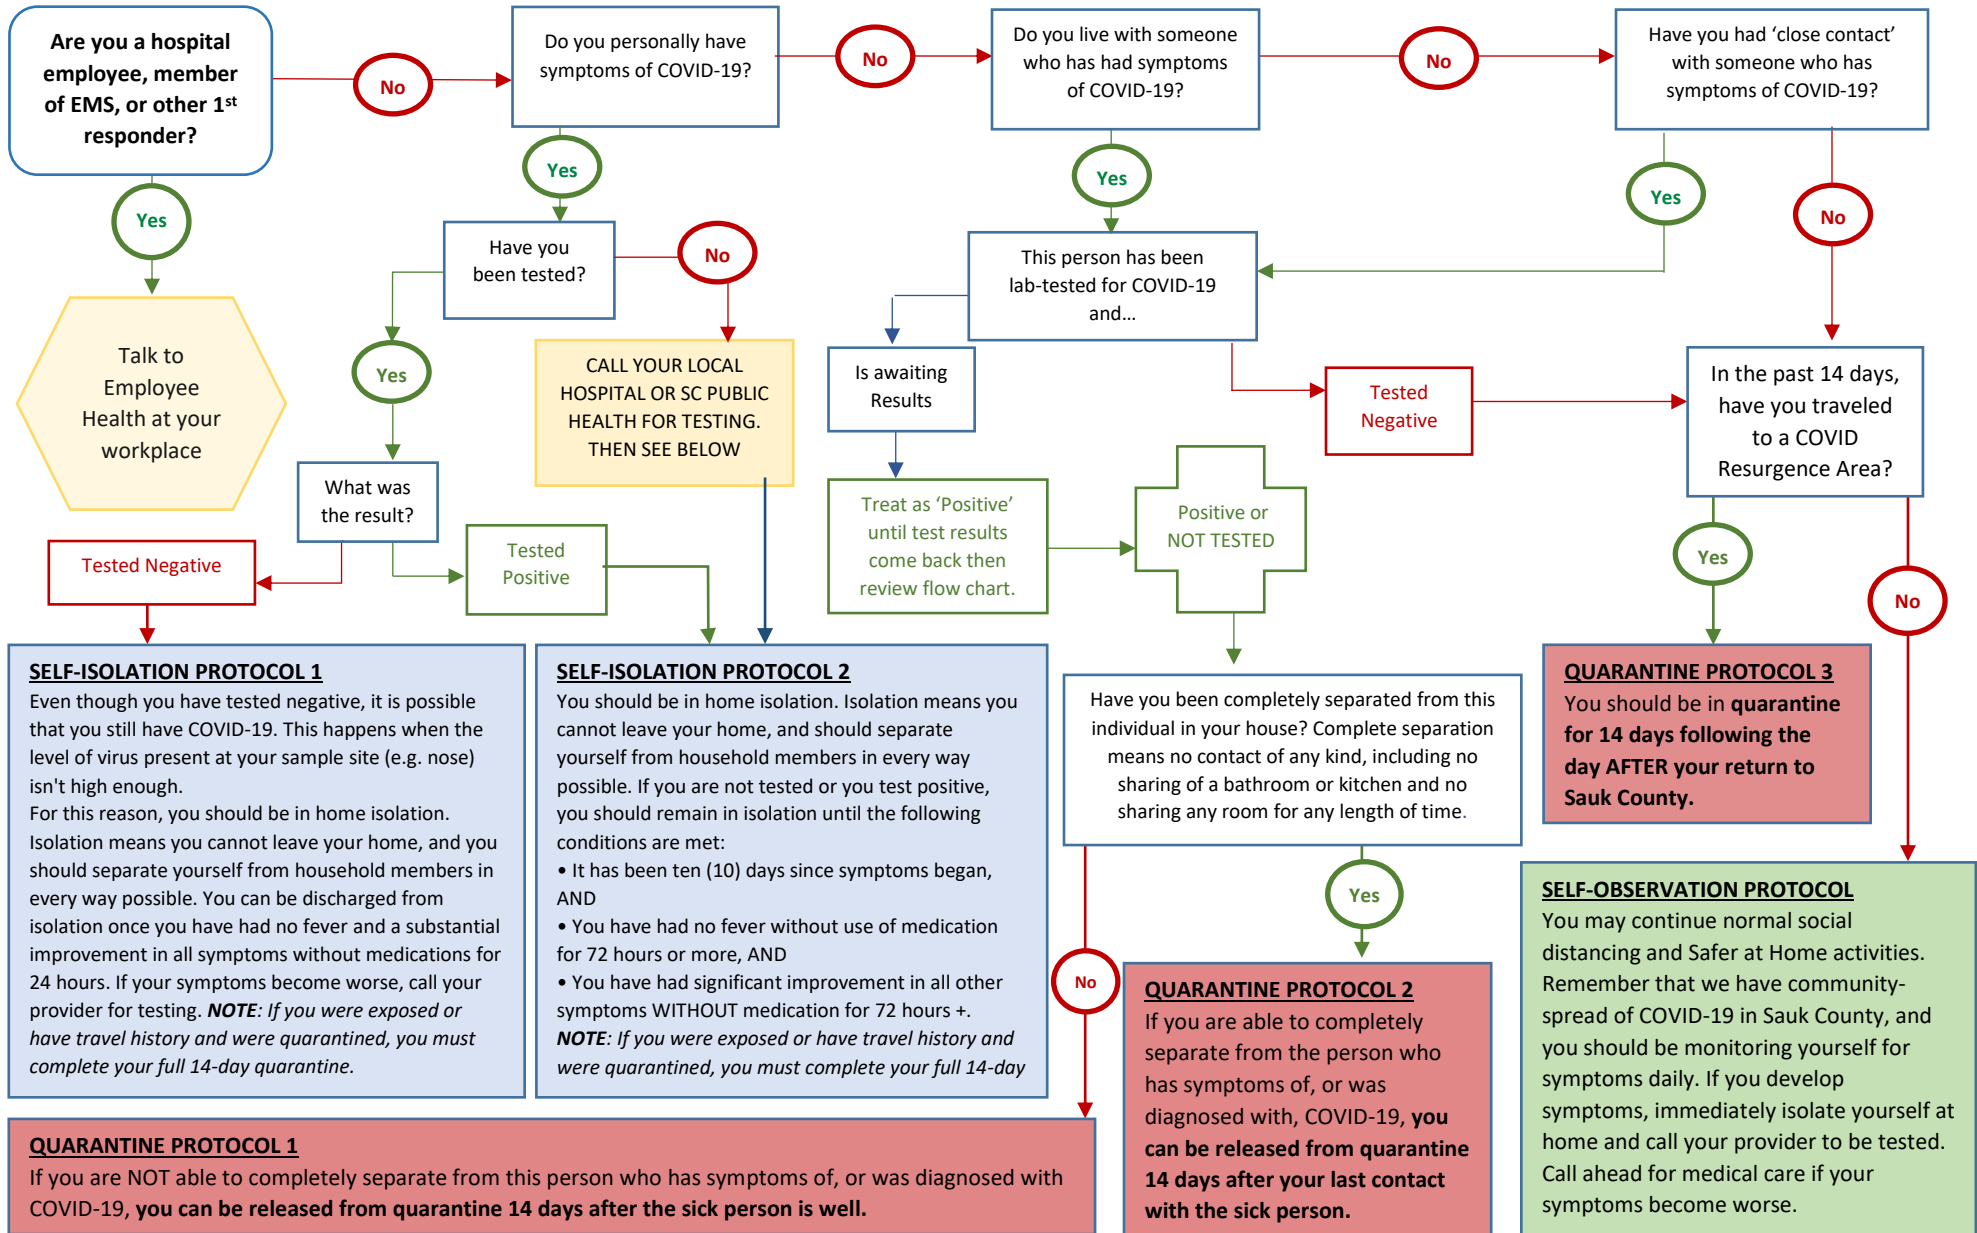 Are you a hospital
employee, member
of EMS, or other 1st
responder?
No
Do you personally have
symptoms of COVID-19?
No
Do you live with someone
who has had symptoms
of COVID-19?
No
Have you had ‘close contact’
with someone who has
symptoms of COVID-19?
Yes
Yes
Yes
Yes
No
Talk to
Employee
Health at your
workplace
Have you
been tested?
No
Yes
CALL YOUR LOCAL
HOSPITAL OR SC PUBLIC
HEALTH FOR TESTING.
THEN SEE BELOW
What was
the result?
Tested Negative
Tested
Positive
This person has been
lab-tested for COVID-19
and…
Is awaiting
Results
Tested
Negative
Treat as ‘Positive’
until test results
come back then
review flow chart.
Positive or
NOT TESTED
In the past 14 days,
have you traveled
to a COVID
Resurgence Area?
Yes
No
SELF-ISOLATION PROTOCOL 1
Even though you have tested negative, it is possible
that you still have COVID-19. This happens when the
level of virus present at your sample site (e.g. nose)
isn't high enough.
For this reason, you should be in home isolation.
Isolation means you cannot leave your home, and you
should separate yourself from household members in
every way possible. You can be discharged from
isolation once you have had no fever and a substantial
improvement in all symptoms without medications for
24 hours. If your symptoms become worse, call your
provider for testing. NOTE: If you were exposed or
have travel history and were quarantined, you must
complete your full 14-day quarantine.
SELF-ISOLATION PROTOCOL 2
You should be in home isolation. Isolation means you
cannot leave your home, and should separate
yourself from household members in every way
possible. If you are not tested or you test positive,
you should remain in isolation until the following
conditions are met:
• It has been ten (10) days since symptoms began,
AND
• You have had no fever without use of medication
for 72 hours or more, AND
• You have had significant improvement in all other
symptoms WITHOUT medication for 72 hours +.
NOTE: If you were exposed or have travel history and
were quarantined, you must complete your full 14-day
Have you been completely separated from this
individual in your house? Complete separation
means no contact of any kind, including no
sharing of a bathroom or kitchen and no
sharing any room for any length of time.
No
Yes
QUARANTINE PROTOCOL 1
If you are NOT able to completely separate from this person who has symptoms of, or was diagnosed with
COVID-19, you can be released from quarantine 14 days after the sick person is well.
QUARANTINE PROTOCOL 2
If you are able to completely
separate from the person who
has symptoms of, or was
diagnosed with, COVID-19, you
can be released from quarantine
14 days after your last contact
with the sick person.
QUARANTINE PROTOCOL 3
You should be in quarantine
for 14 days following the
day AFTER your return to
Sauk County.
SELF-OBSERVATION PROTOCOL
You may continue normal social
distancing and Safer at Home activities.
Remember that we have community-
spread of COVID-19 in Sauk County, and
you should be monitoring yourself for
symptoms daily. If you develop
symptoms, immediately isolate yourself at
home and call your provider to be tested.
Call ahead for medical care if your
symptoms become worse.